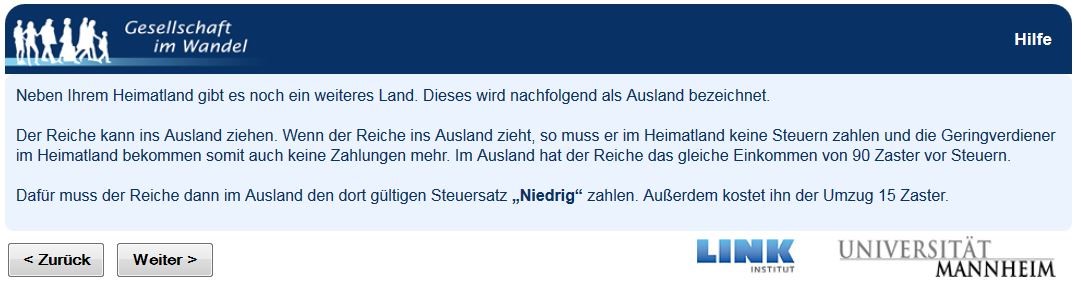 Gesellschaft
im Wandel
Hilfe
Neben Ihrem Heimatland gibt es noch ein weiteres Land. Dieses wird nachfolgend als Ausland bezeichnet.
Der Reiche kann ins Ausland ziehen. Wenn der Reiche ins Ausland zieht, so muss er im Heimatland keine Steuern zahlen und die Geringverdiener
im Heimatland bekommen somit auch keine Zahlungen mehr. Im Ausland hat der Reiche das gleiche Einkommen von 90 Zaster vor Steuern.
Dafür muss der Reiche dann im Ausland den dort gültigen Steuersatz „Niedrig“ zahlen. Außerdem kostet ihn der Umzug 15 Zaster.
< Zurück
Weiter >
LINK
INSTITUT
UNIVERSITÄT
MANNHEIM